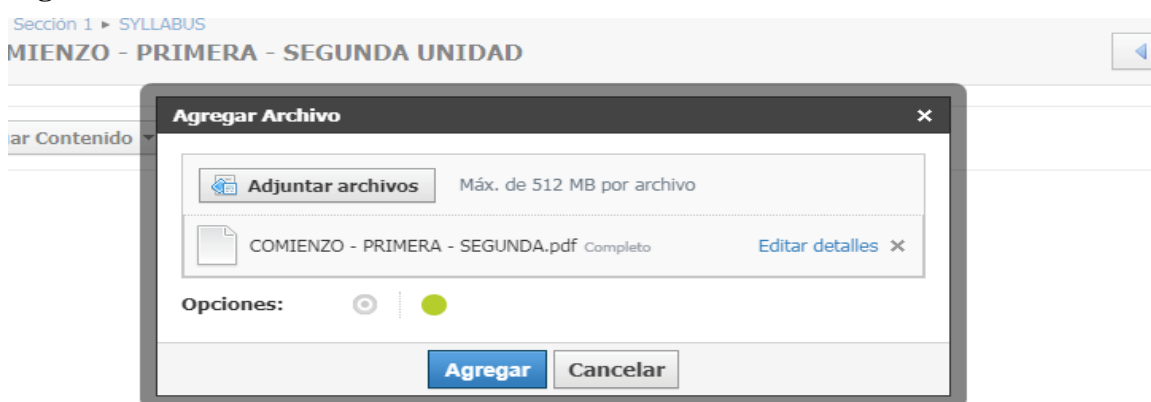 Sección 1 ▸ SYLLABUS
MIENZO - PRIMERA - SEGUNDA UNIDAD
Agregar Archivo ×
ar Contenido
Adjuntar archivos Máx. de 512 MB por archivo
COMIENZO - PRIMERA - SEGUNDA.pdf Completo Editar detalles ×
Opciones:
Agregar Cancelar